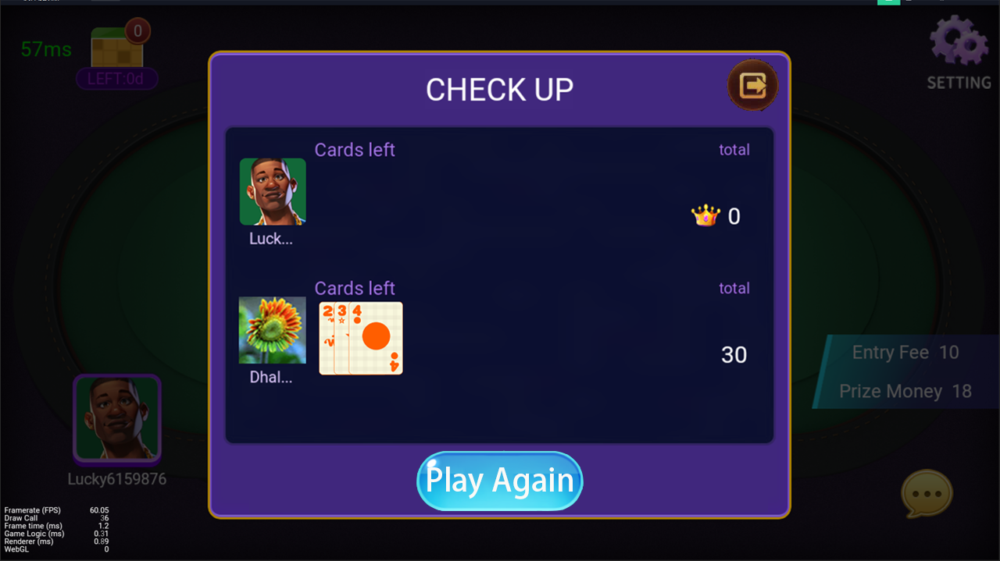 57ms
0
LEFT:0d
SETTING
CHECK UP
Cards left
total
0
Luck...
Cards left
total
2 3 4
4
30
Dhal...
Entry Fee 10
Prize Money 18
Lucky6159876
Play Again
Framerate (FPS) 60.05
Draw Call 36
Frame time (ms) 1.2
Game Logic (ms) 0.31
Renderer (ms) 0.89
WebGL 0